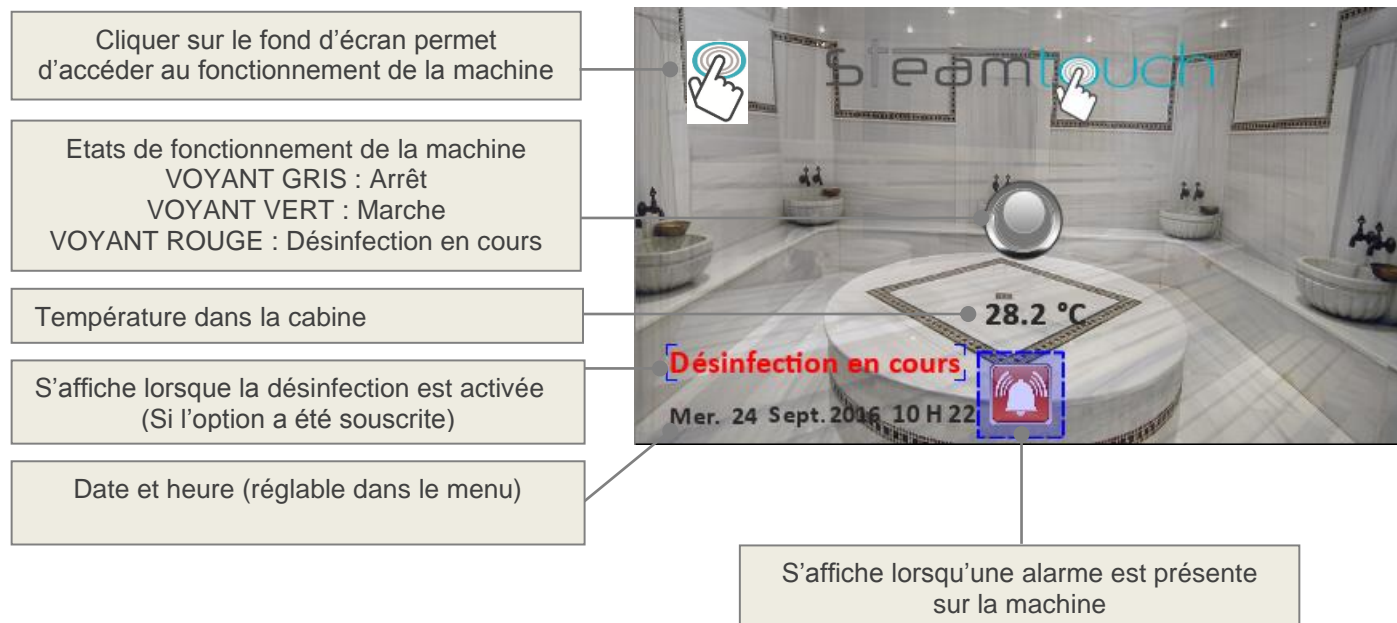 Cliquer sur le fond d'écran permet
d'accéder au fonctionnement de la machine
Etats de fonctionnement de la machine
VOYANT GRIS : Arrêt
VOYANT VERT : Marche
VOYANT ROUGE : Désinfection en cours
Température dans la cabine
S'affiche lorsque la désinfection est activée
(Si l'option a été souscrite)
Date et heure (réglable dans le menu)
steamtouch
28.2 °C
Désinfection en cours
Mer. 24 Sept. 2016 10 H 22
S'affiche lorsqu'une alarme est présente
sur la machine